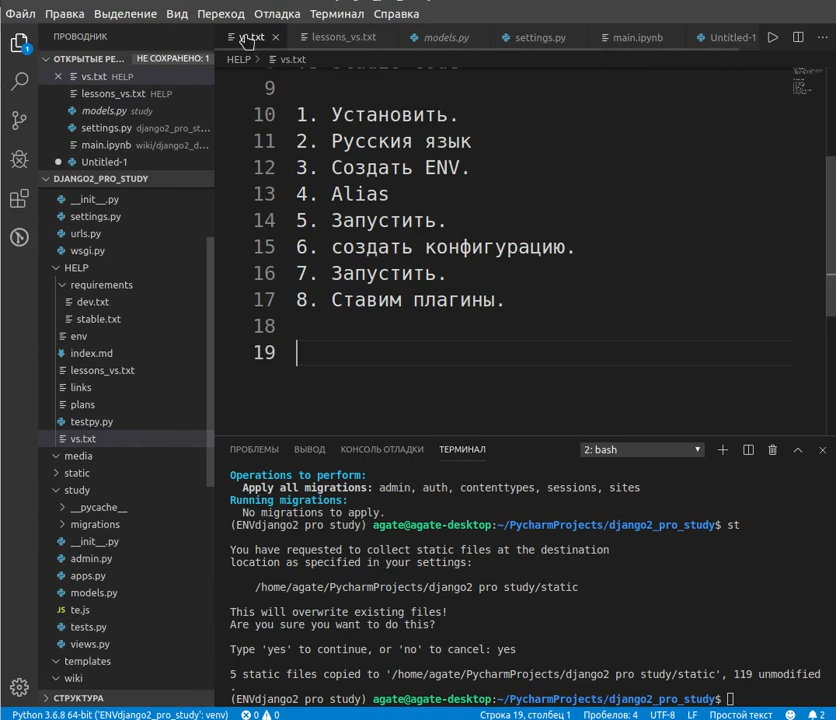 Файл Правка Выделение Вид Переход Отладка Терминал Справка
ПРОВОДНИК
vs.txt
lessons_vs.txt
models.py
settings.py
main.ipynb
Untitled-1
ОТКРЫТЫЕ РЕ... НЕ СОХРАНЕНО: 1
HELP > vs.txt
vs.txt HELP
lessons_vs.txt HELP
models.py study
settings.py django2_pro_st...
main.ipynb wiki/django2_d...
Untitled-1
DJANGO2_PRO_STUDY
__init__.py
settings.py
urls.py
wsgi.py
HELP
requirements
dev.txt
stable.txt
env
index.md
lessons_vs.txt
links
plans
testpy.py
vs.txt
media
static
study
__pycache__
migrations
__init__.py
admin.py
apps.py
models.py
te.js
tests.py
views.py
templates
wiki
СТРУКТУРА
9
10 1. Установить.
11 2. Русския язык
12 3. Создать ENV.
13 4. Alias
14 5. Запустить.
15 6. создать конфигурацию.
16 7. Запустить.
17 8. Ставим плагины.
18
19
ПРОБЛЕМЫ ВЫВОД КОНСОЛЬ ОТЛАДКИ ТЕРМИНАЛ 2: bash
Operations to perform:
Apply all migrations: admin, auth, contenttypes, sessions, sites
Running migrations:
No migrations to apply.
(ENVdjango2 pro study) agate@agate-desktop:~/PycharmProjects/django2_pro_study$ st
You have requested to collect static files at the destination
location as specified in your settings:
/home/agate/PycharmProjects/django2 pro study/static
This will overwrite existing files!
Are you sure you want to do this?
Type 'yes' to continue, or 'no' to cancel: yes
5 static files copied to '/home/agate/PycharmProjects/django2 pro study/static', 119 unmodified
.
(ENVdjango2 pro study) agate@agate-desktop:~/PycharmProjects/django2_pro_study$
Python 3.6.8 ('ENVdjango2_pro_study': venv) 0 0 Строка 19, столбец 1 Пробелов: 4 UTF-8 LF Простой текст 2